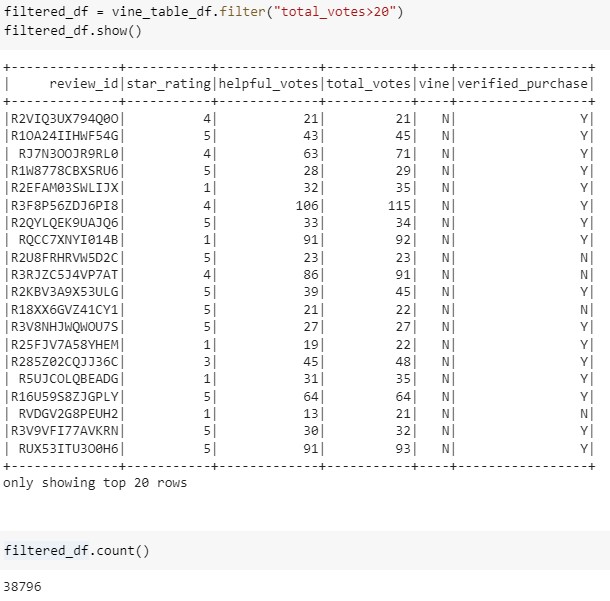 filtered_df = vine_table_df.filter("total_votes>20")
filtered_df.show()
+--------------+-----------+-------------+-----------+----+-----------------+
|     review_id|star_rating|helpful_votes|total_votes|vine|verified_purchase|
+--------------+-----------+-------------+-----------+----+-----------------+
|R2VIQ3UX794Q0O|          4|           21|         21|   N|                Y|
|R1OA24IIHWF54G|          5|           43|         45|   N|                Y|
| RJ7N3OOJR9RL0|          4|           63|         71|   N|                Y|
|R1W8778CBXSRU6|          5|           28|         29|   N|                Y|
|R2EFAM03SWLIJX|          1|           32|         35|   N|                Y|
|R3F8P56ZDJ6PI8|          4|          106|        115|   N|                Y|
|R2QYLQEK9UAJQ6|          5|           33|         34|   N|                Y|
| RQCC7XNYI014B|          1|           91|         92|   N|                Y|
|R2U8FRHRVW5D2C|          5|           23|         23|   N|                N|
|R3RJZC5J4VP7AT|          4|           86|         91|   N|                N|
|R2KBV3A9X53ULG|          5|           39|         45|   N|                Y|
|R18XX6GVZ41CY1|          5|           21|         22|   N|                N|
|R3V8NHJWQWOU7S|          5|           27|         27|   N|                Y|
|R25FJV7A58YHEM|          1|           19|         22|   N|                Y|
|R285Z02CQJJ36C|          3|           45|         48|   N|                Y|
| R5UJCOLQBEADG|          1|           31|         35|   N|                Y|
|R16U59S8ZJGPLY|          5|           64|         64|   N|                Y|
| RVDGV2G8PEUH2|          1|           13|         21|   N|                N|
|R3V9VFI77AVKRN|          5|           30|         32|   N|                Y|
| RUX53ITU3O0H6|          5|           91|         93|   N|                Y|
+--------------+-----------+-------------+-----------+----+-----------------+
only showing top 20 rows
filtered_df.count()
38796